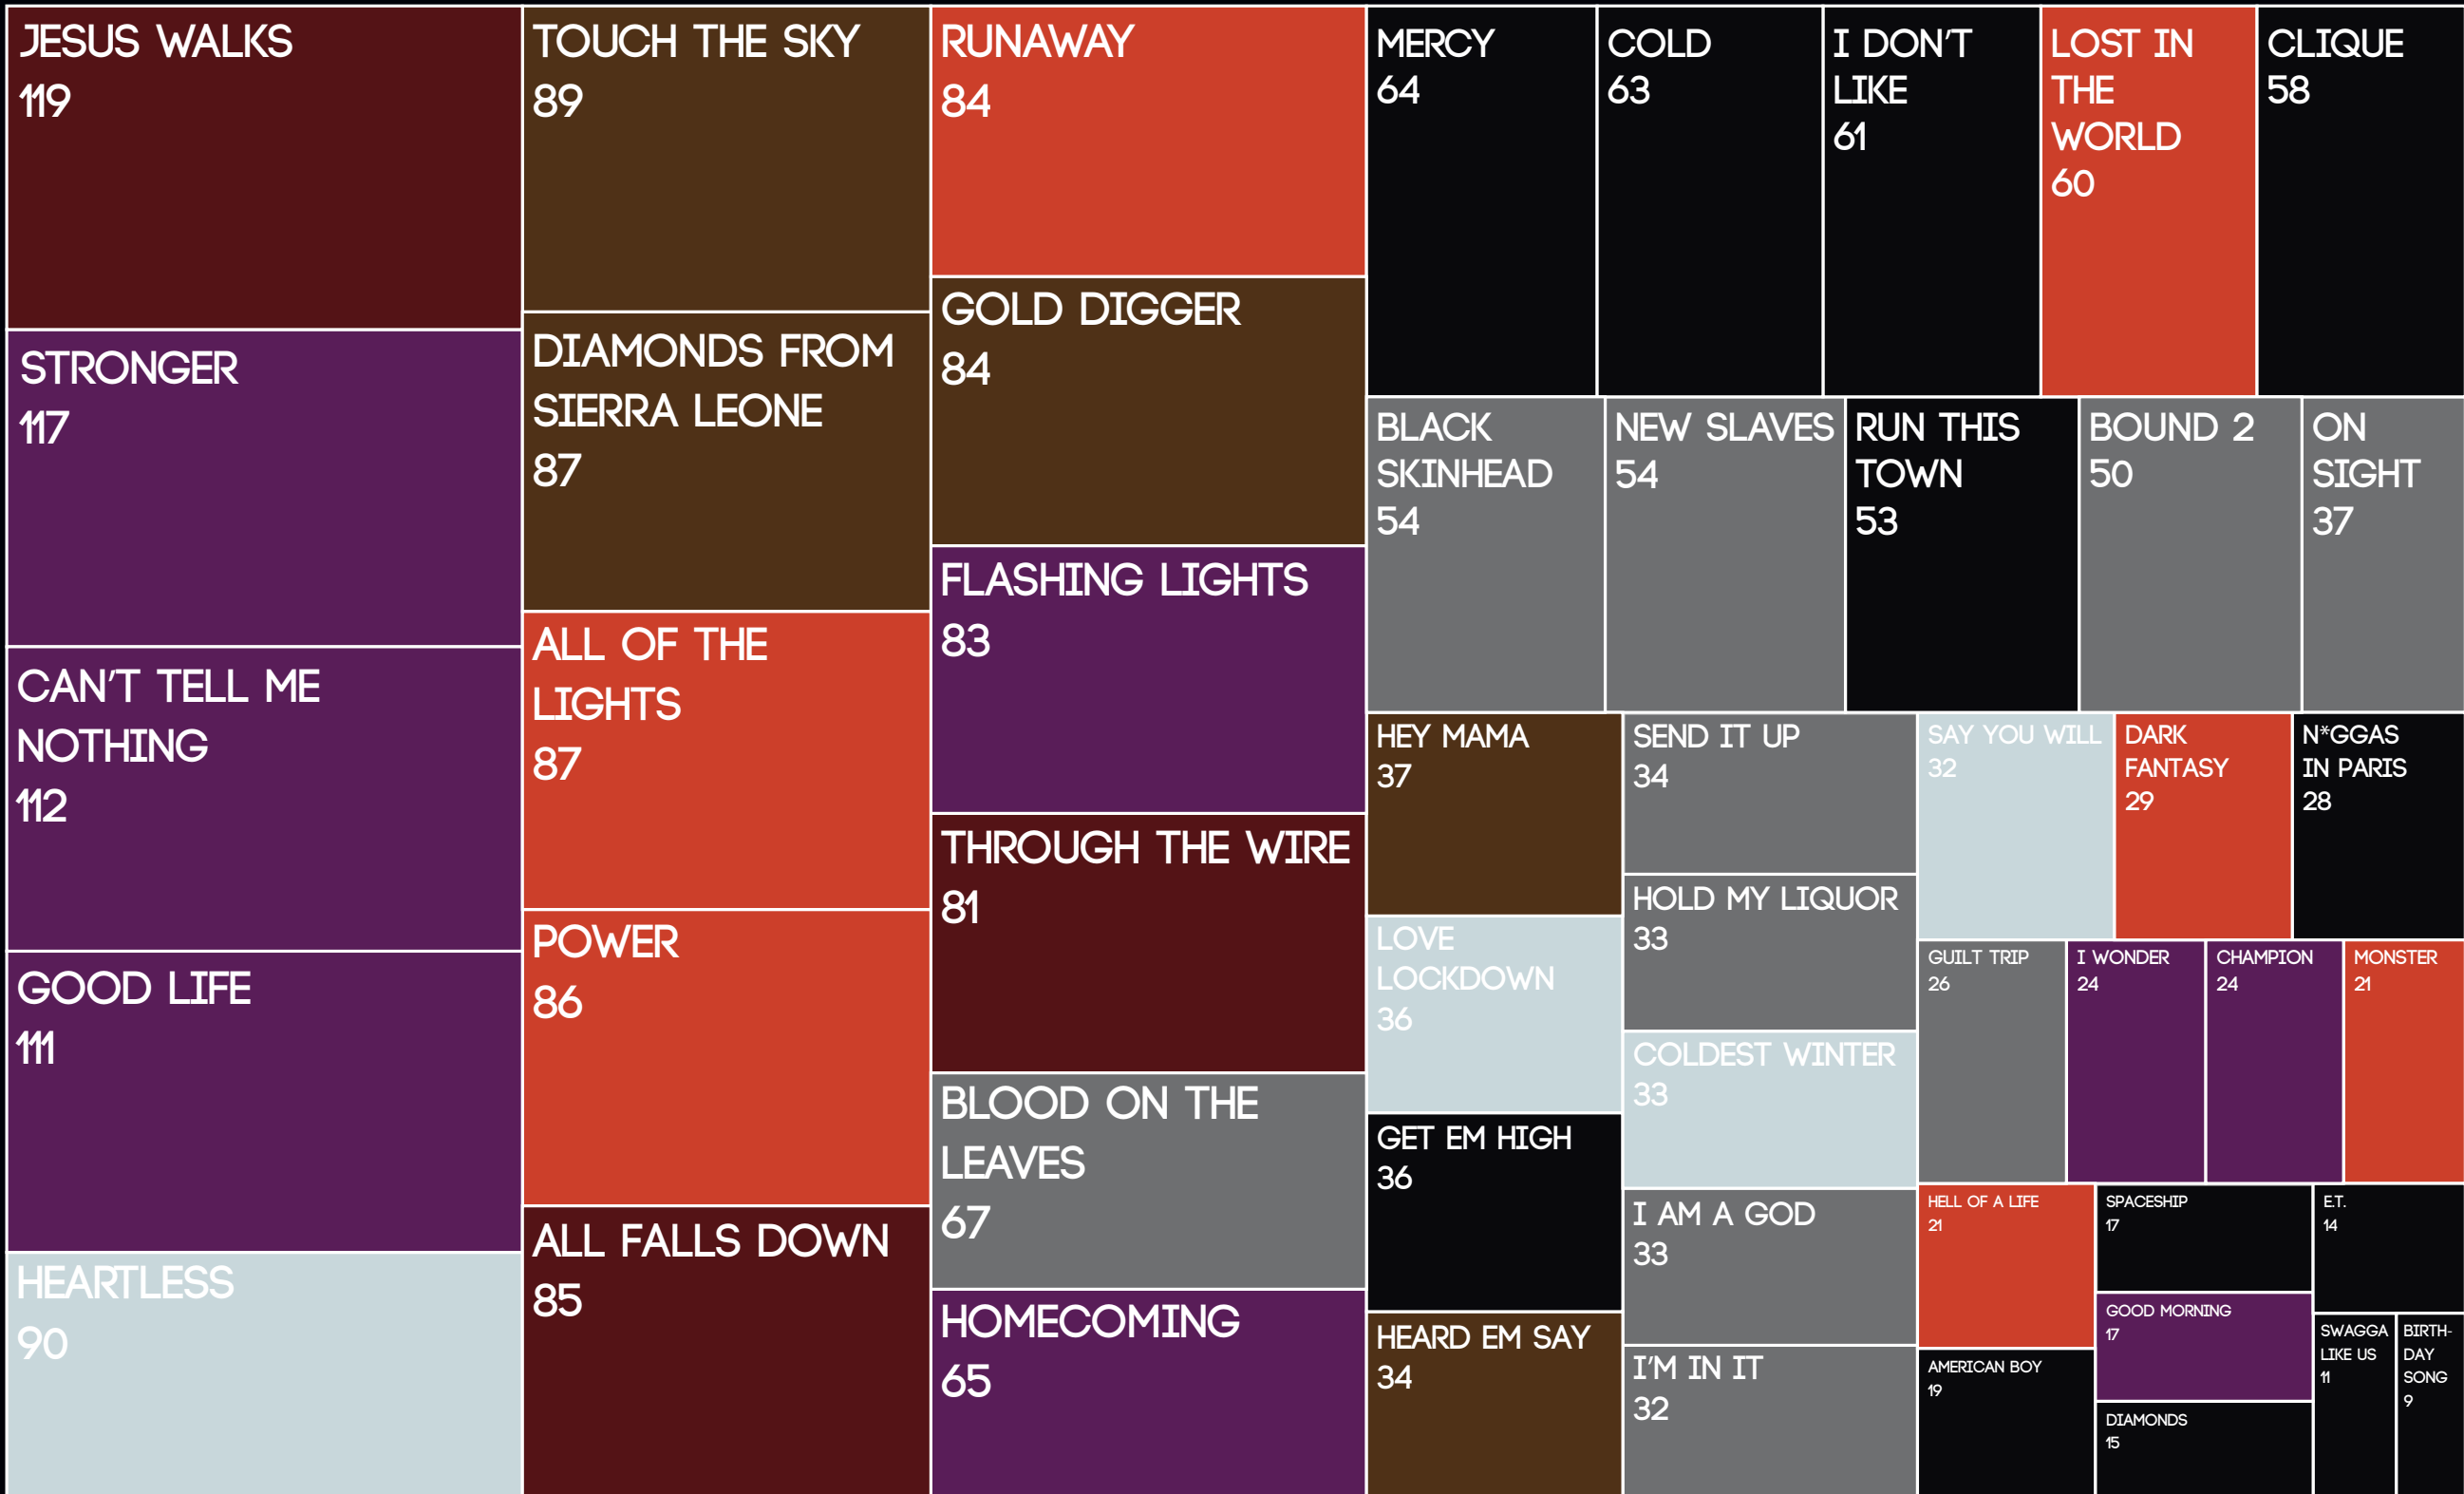 JESUS WALKS
119
STRONGER
117
CAN'T TELL ME
NOTHING
112
GOOD LIFE
111
HEARTLESS
90
TOUCH THE SKY
89
DIAMONDS FROM
SIERRA LEONE
87
ALL OF THE
LIGHTS
87
POWER
86
ALL FALLS DOWN
85
RUNAWAY
84
GOLD DIGGER
84
FLASHING LIGHTS
83
THROUGH THE WIRE
81
BLOOD ON THE
LEAVES
67
HOMECOMING
65
MERCY
64
COLD
63
I DON'T
LIKE
61
LOST IN
THE
WORLD
60
CLIQUE
58
BLACK
SKINHEAD
54
NEW SLAVES
54
RUN THIS
TOWN
53
BOUND 2
50
ON
SIGHT
37
HEY MAMA
37
LOVE
LOCKDOWN
36
GET EM HIGH
36
HEARD EM SAY
34
SEND IT UP
34
HOLD MY LIQUOR
33
COLDEST WINTER
33
I AM A GOD
33
I'M IN IT
32
SAY YOU WILL
32
DARK
FANTASY
29
N*GGAS
IN PARIS
28
GUILT TRIP
26
I WONDER
24
CHAMPION
24
MONSTER
21
HELL OF A LIFE
21
AMERICAN BOY
19
SPACESHIP
17
GOOD MORNING
17
DIAMONDS
15
E.T.
14
SWAGGA
LIKE US
11
BIRTH-
DAY
SONG
9